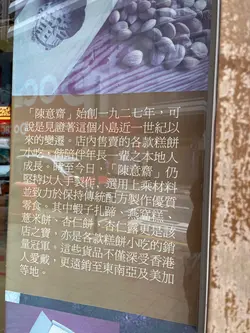 「陳意齋」始創一九二七年，可
說是見證著這個小島近一世紀以
來的變遷。店內售賣的各款糕餅
小吃，個陪伴年長一輩之本地人
成長。時至今日，「陳意齋」仍
堅持以人手製作，選用上乘材料
並致力於保持傳統配方製作優質
零食。其中蝦子扎蹄、燕窩糕、
薏米餅、杏仁餅、杏仁露更是該
店之寶，亦是各款糕餅小吃的銷
量冠軍。這些貨品不僅深受香港
人愛戴，更遠銷至東南亞及美加
等地。